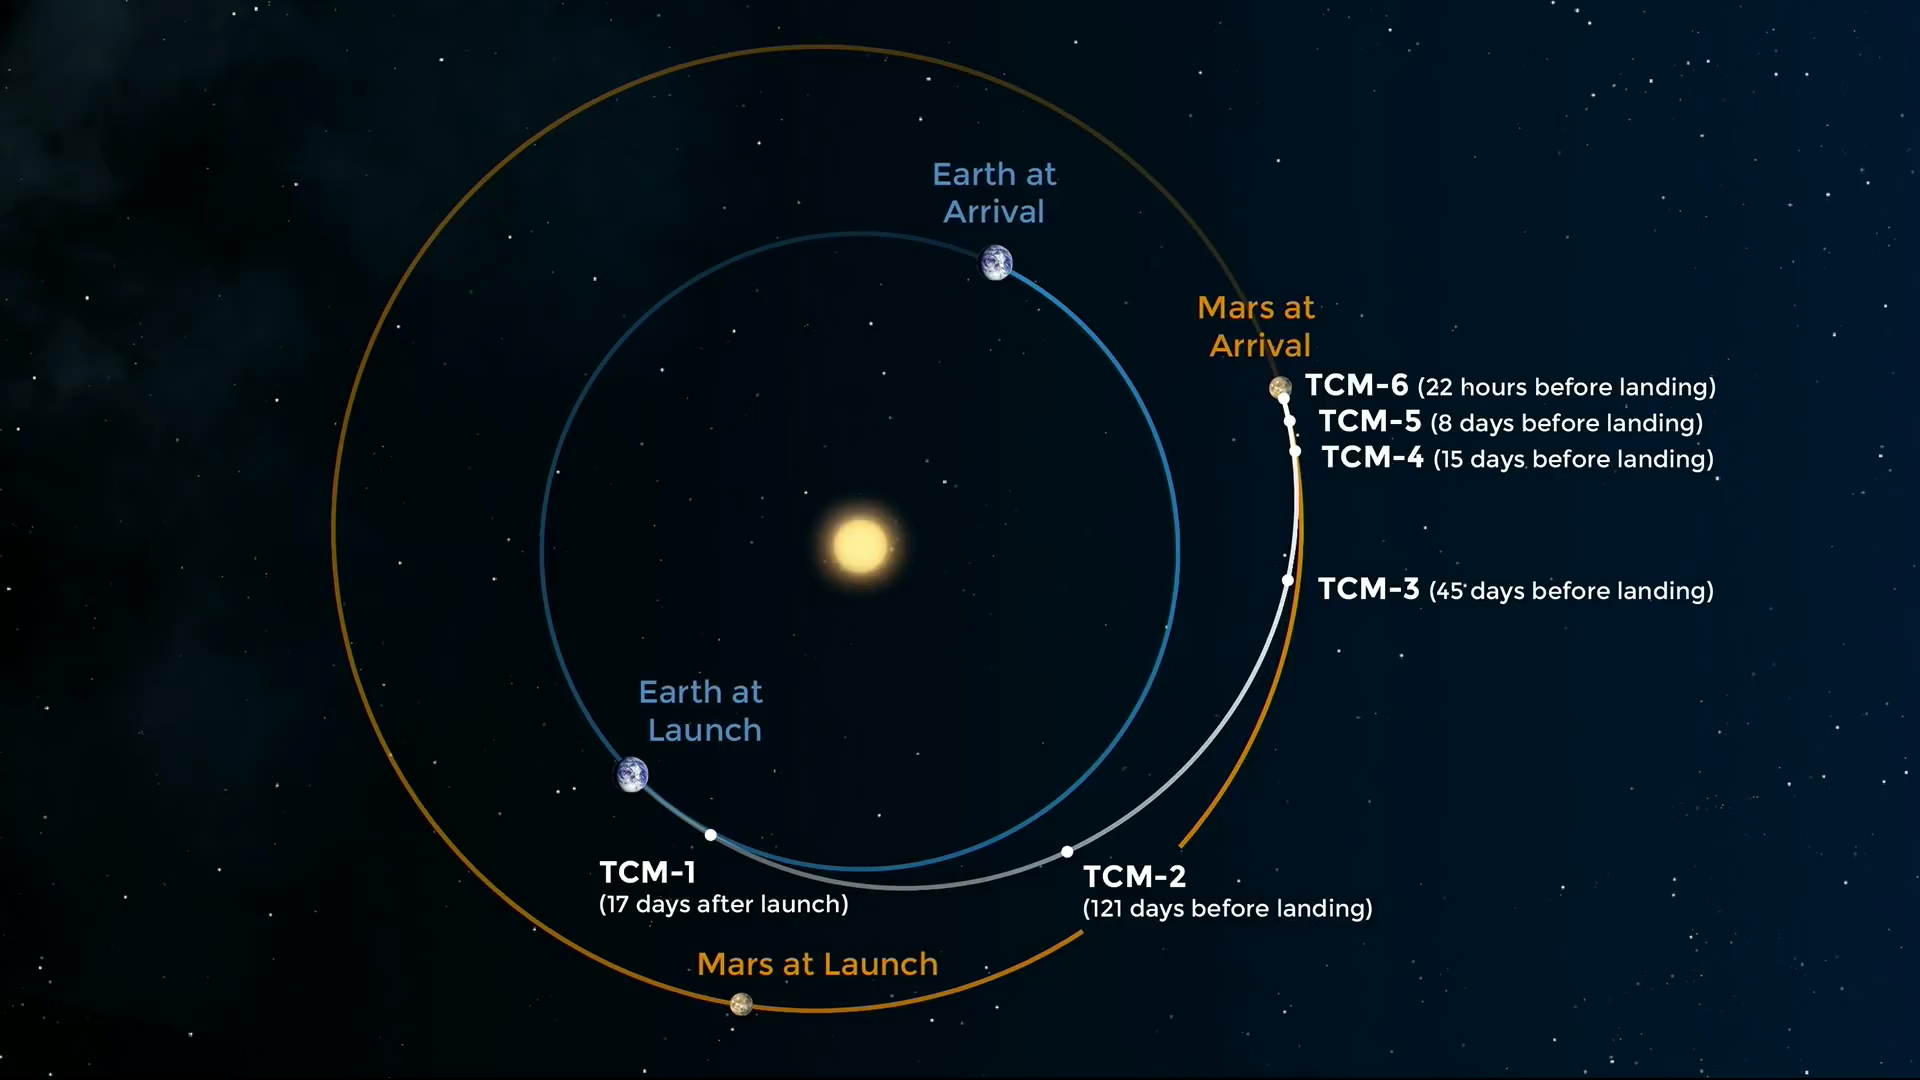 Earth at
Arrival
Mars at
Arrival
TCM-6 (22 hours before landing)
TCM-5 (8 days before landing)
TCM-4 (15 days before landing)
TCM-3 (45 days before landing)
Earth at
Launch
TCM-1
(17 days after launch)
TCM-2
(121 days before landing)
Mars at Launch